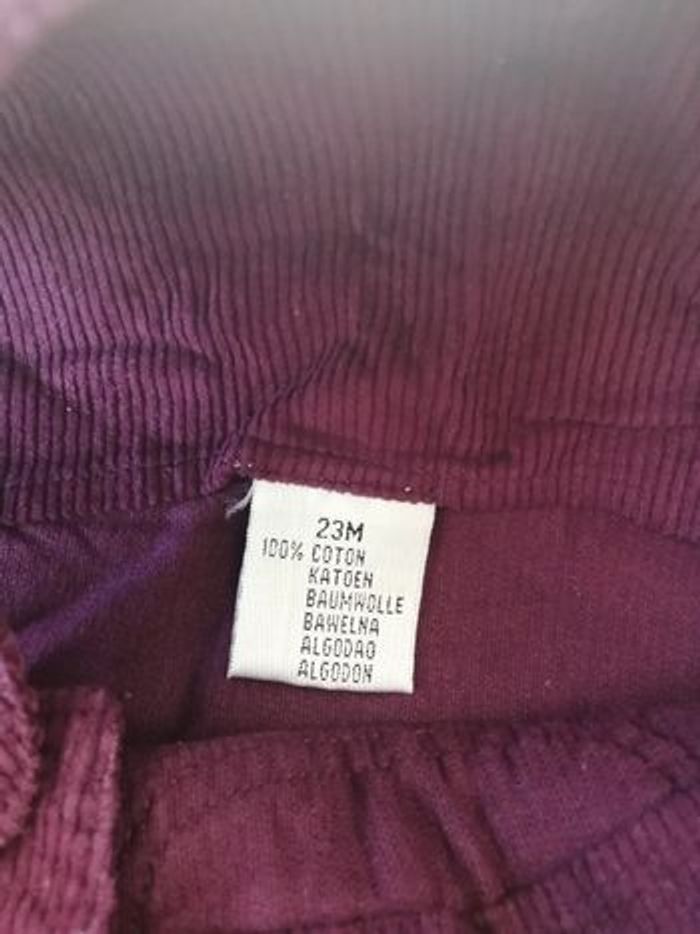 23M
100% COTON
KATOEN
BAUMWOLLE
BAWELNA
ALGODAO
ALGODON